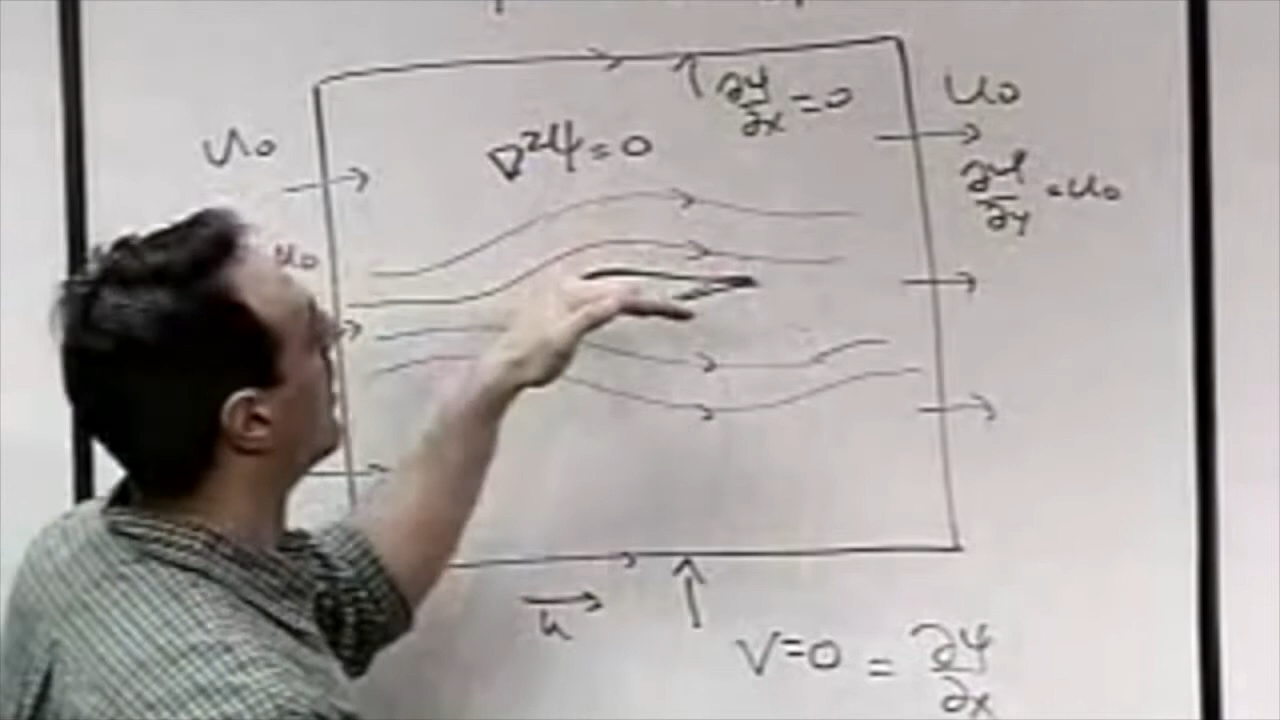 ∂ψ/∂x = 0
u₀
u₀
∇²ψ = 0
∂ψ/∂y = u₀
u₀
u
V=0 = ∂ψ/∂x